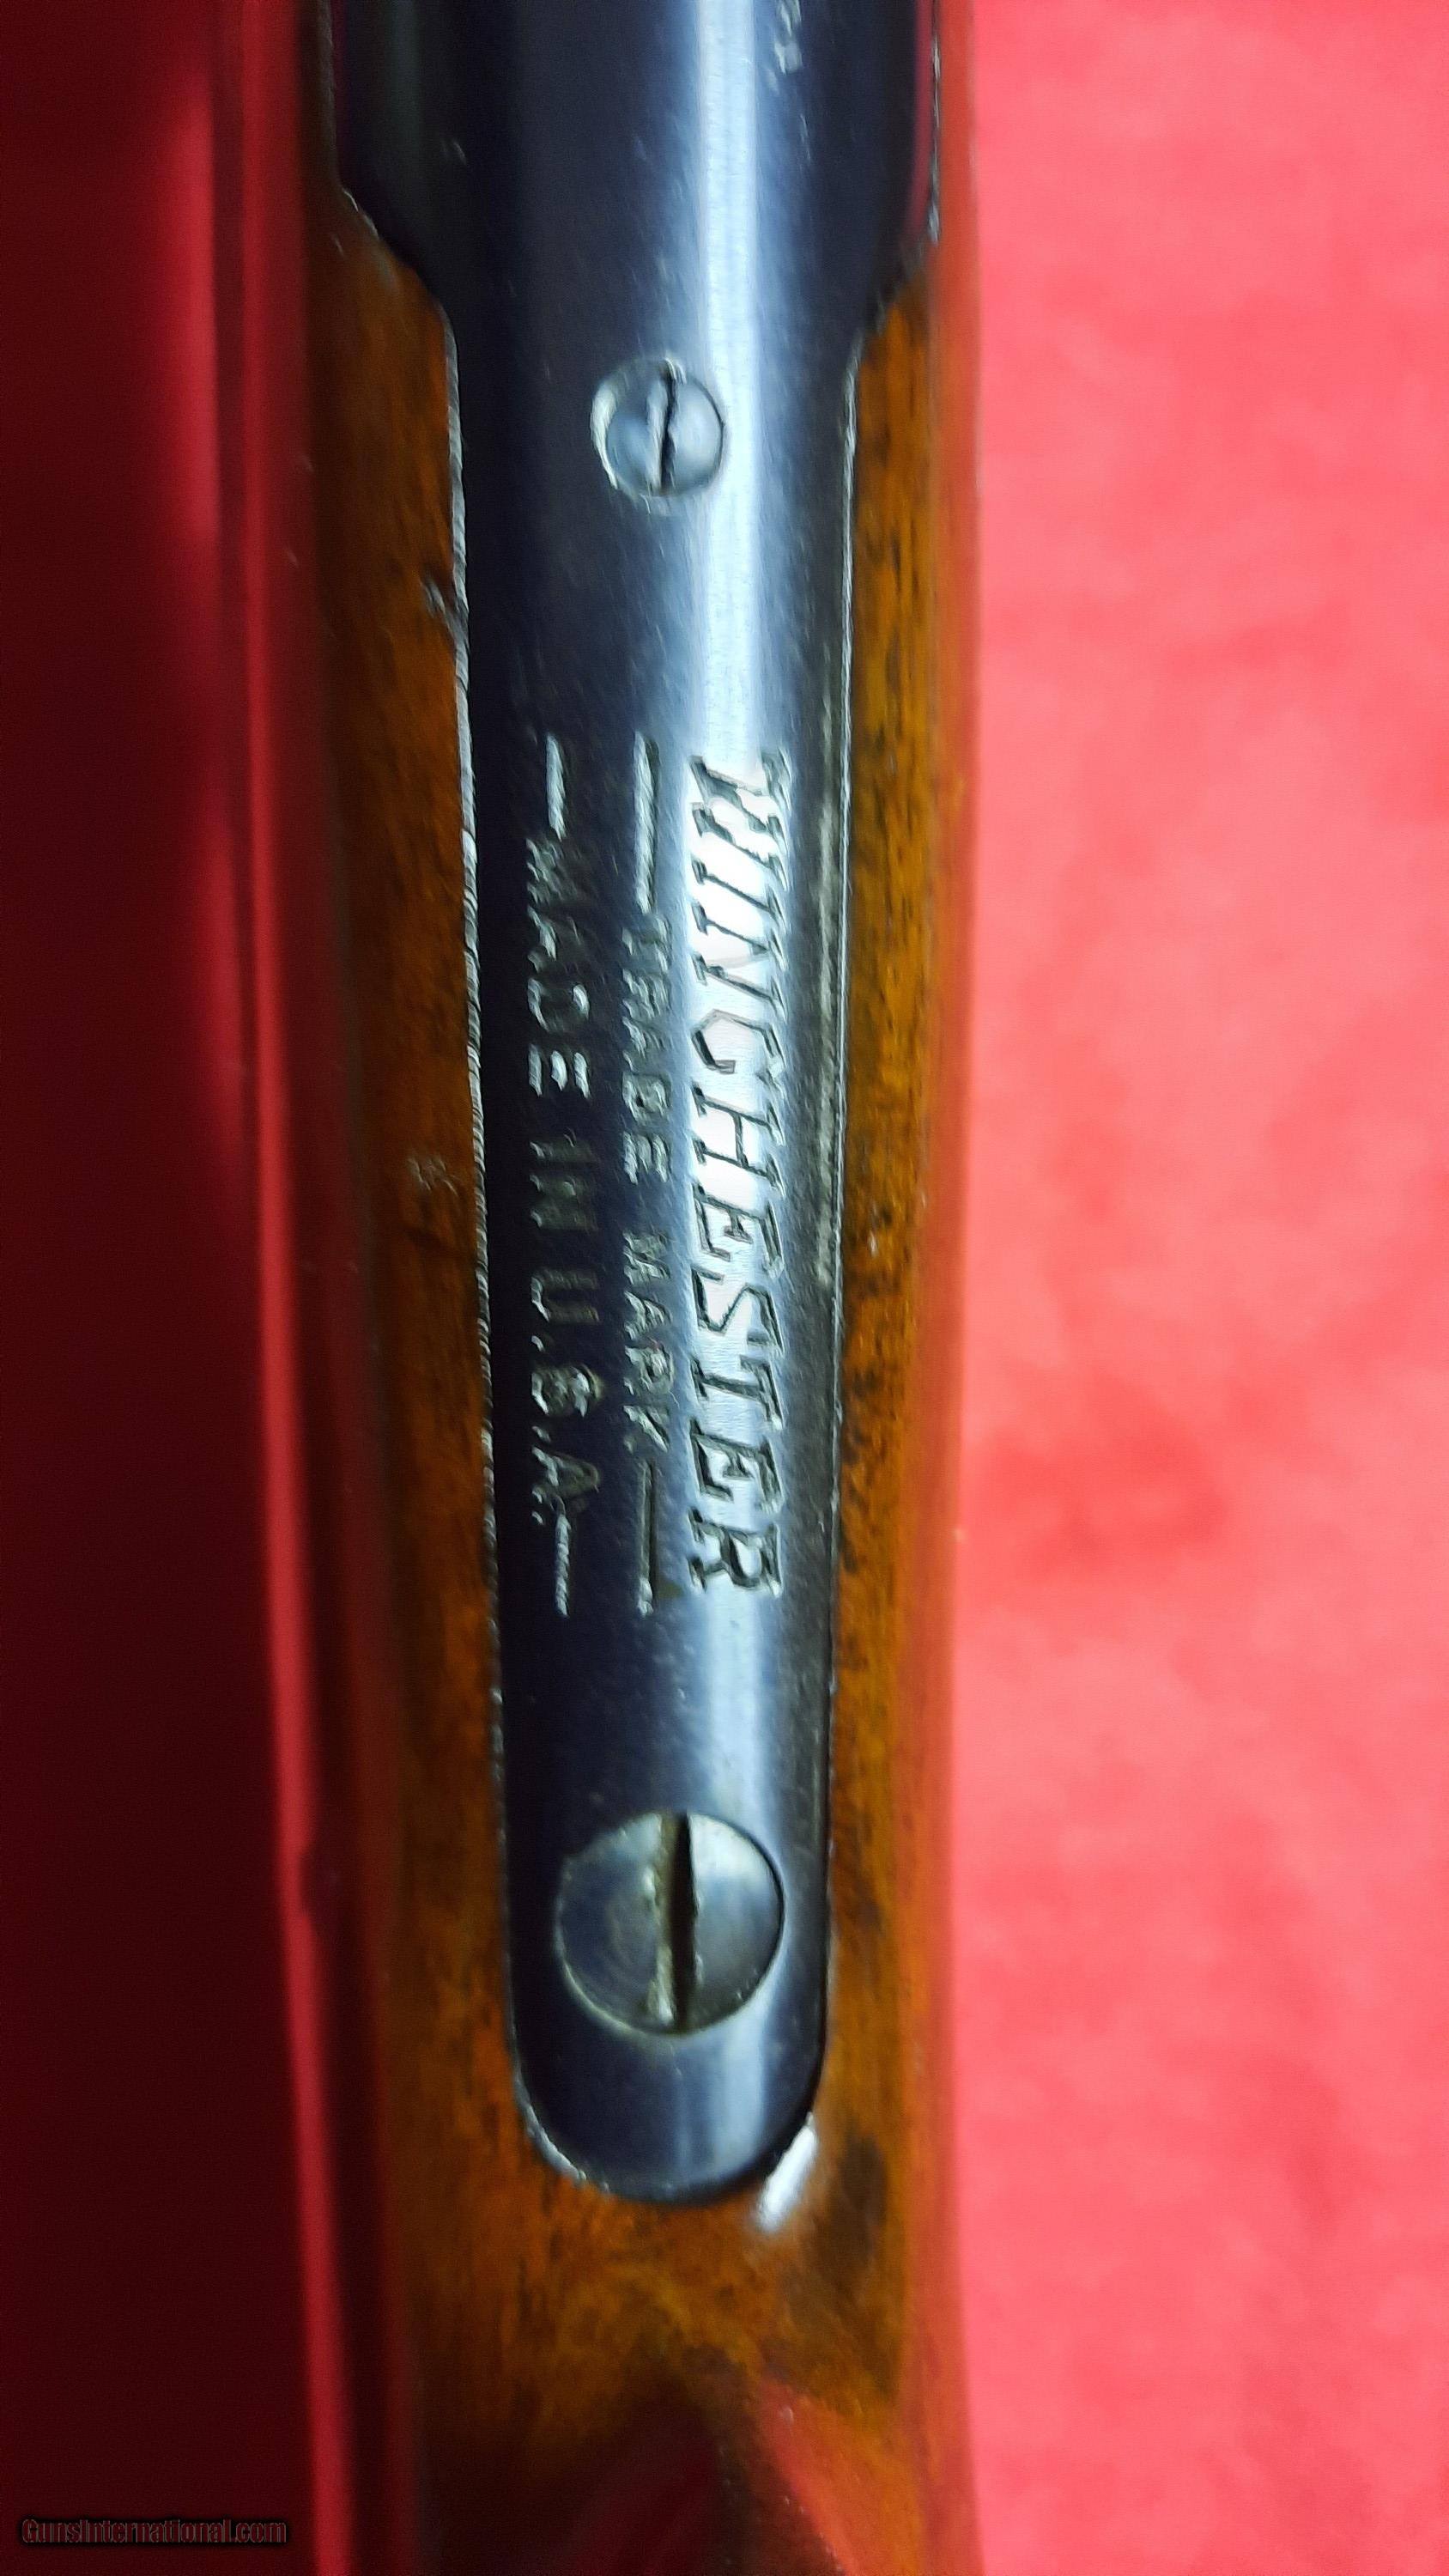 WINCHESTER
—TRADE MARK—
—MADE IN U.S.A.—
GunsInternational.com